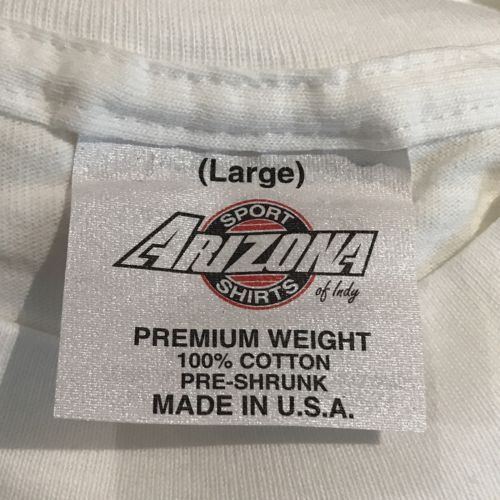 (Large)
SPORT
ARIZONA
SHIRTS
of Indy
PREMIUM WEIGHT
100% COTTON
PRE-SHRUNK
MADE IN U.S.A.